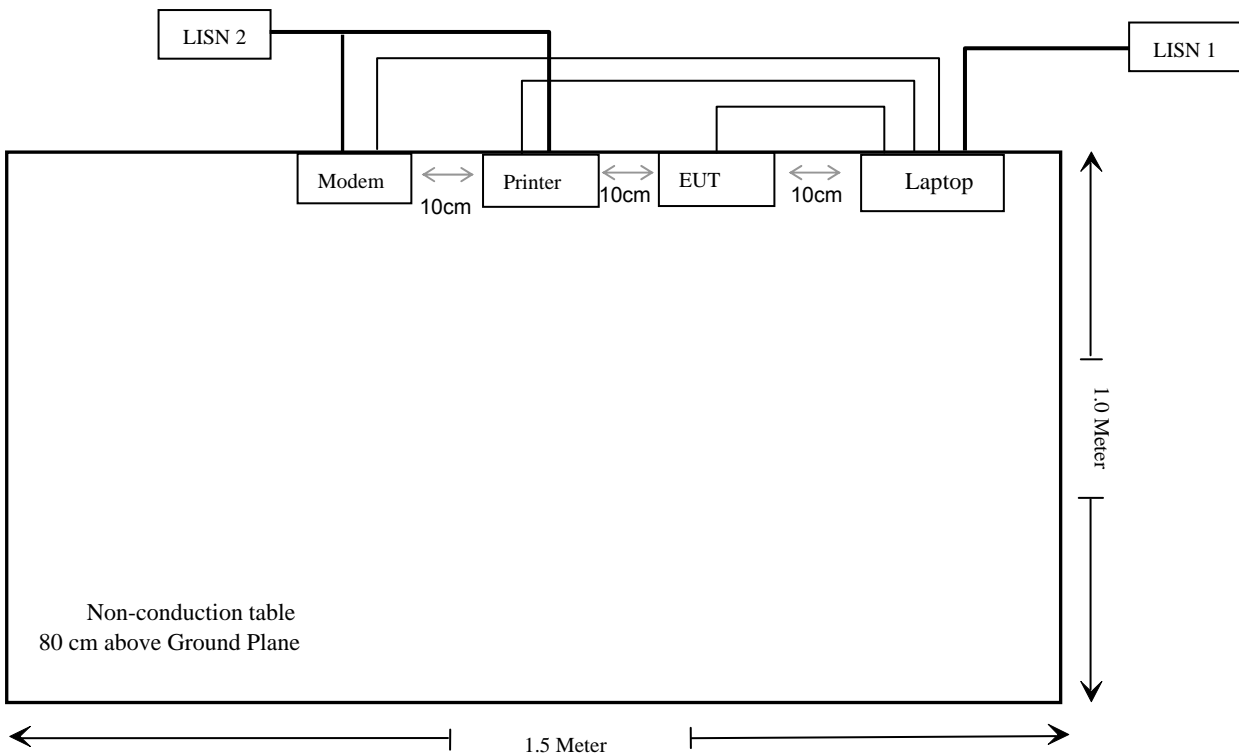 LISN 2
LISN 1
Modem
Printer
EUT
Laptop
10cm
10cm
10cm
1.0 Meter
Non-conduction table
80 cm above Ground Plane
1.5 Meter